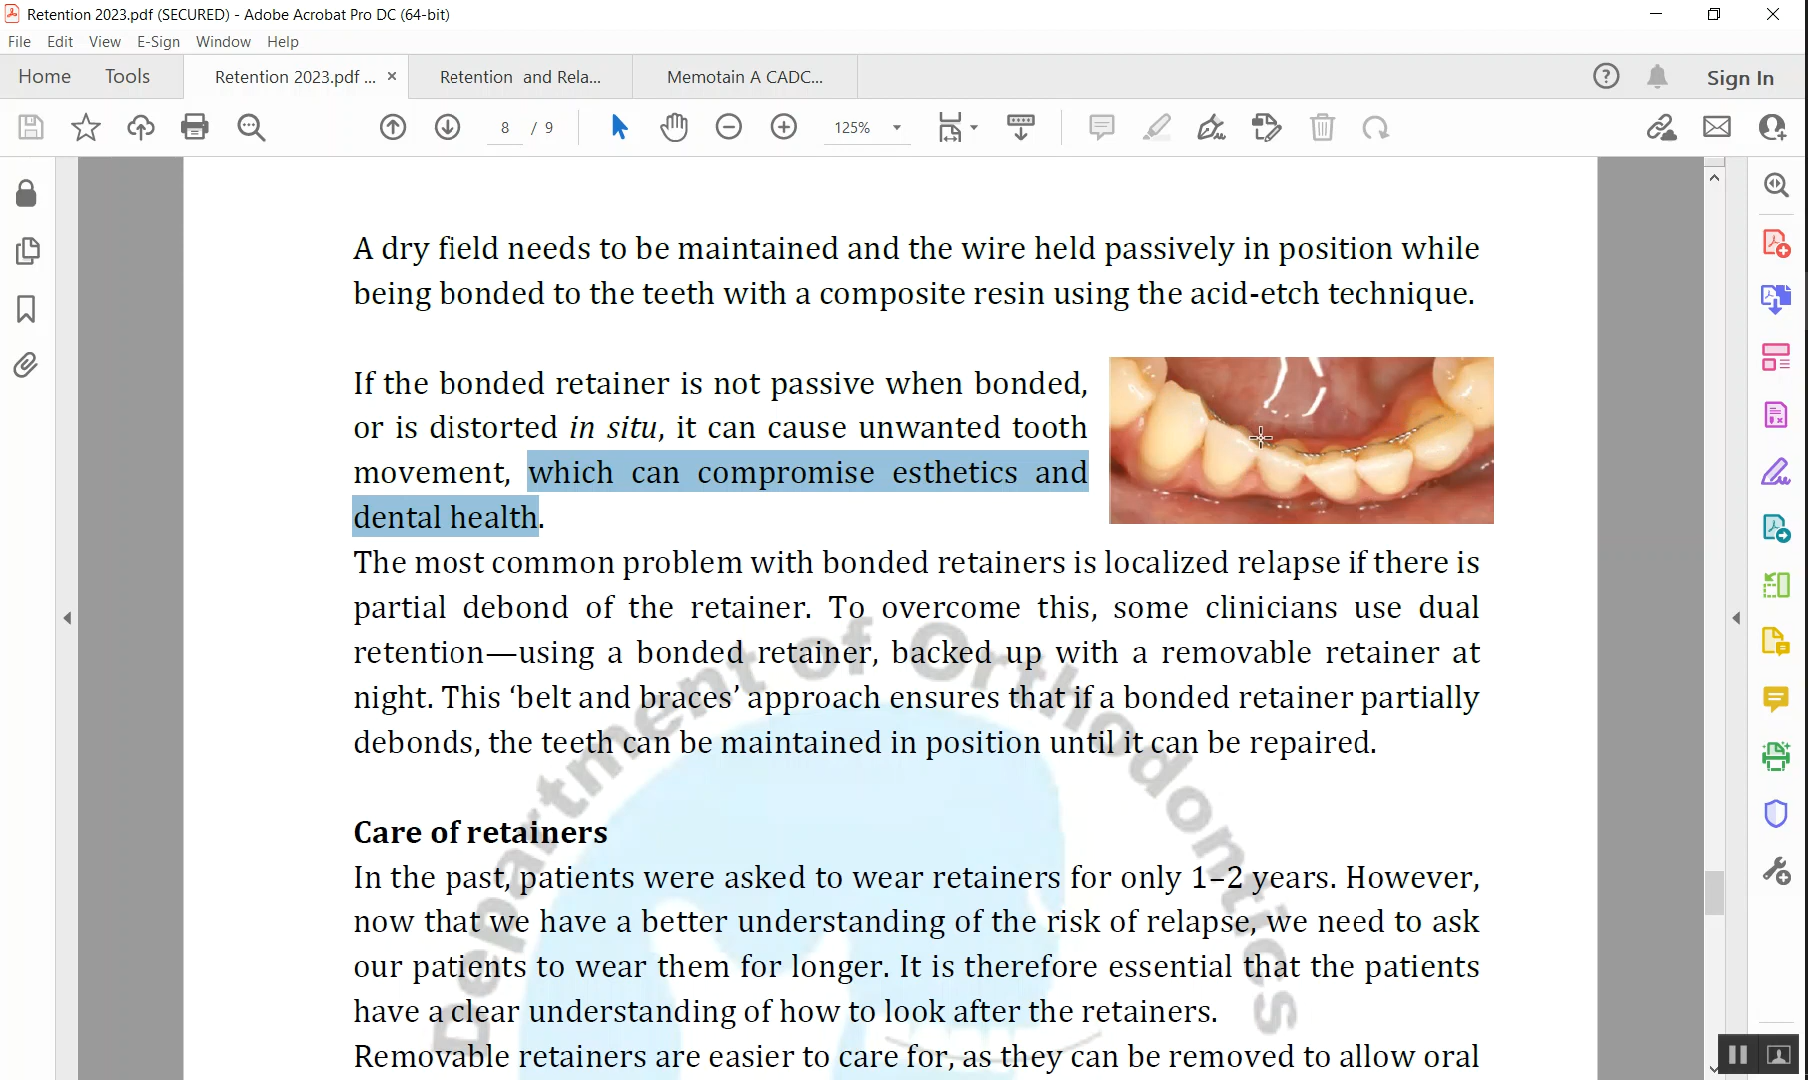 Retention 2023.pdf (SECURED) - Adobe Acrobat Pro DC (64-bit)
File Edit View E-Sign Window Help
Home Tools Retention 2023.pdf ... × Retention and Rela... Memotain A CADC... Sign In
8 / 9 125%
A dry field needs to be maintained and the wire held passively in position while
being bonded to the teeth with a composite resin using the acid-etch technique.
If the bonded retainer is not passive when bonded,
or is distorted in situ, it can cause unwanted tooth
movement, which can compromise esthetics and
dental health.
The most common problem with bonded retainers is localized relapse if there is
partial debond of the retainer. To overcome this, some clinicians use dual
retention—using a bonded retainer, backed up with a removable retainer at
night. This ‘belt and braces’ approach ensures that if a bonded retainer partially
debonds, the teeth can be maintained in position until it can be repaired.
Care of retainers
In the past, patients were asked to wear retainers for only 1–2 years. However,
now that we have a better understanding of the risk of relapse, we need to ask
our patients to wear them for longer. It is therefore essential that the patients
have a clear understanding of how to look after the retainers.
Removable retainers are easier to care for, as they can be removed to allow oral
Department of Orthodontics